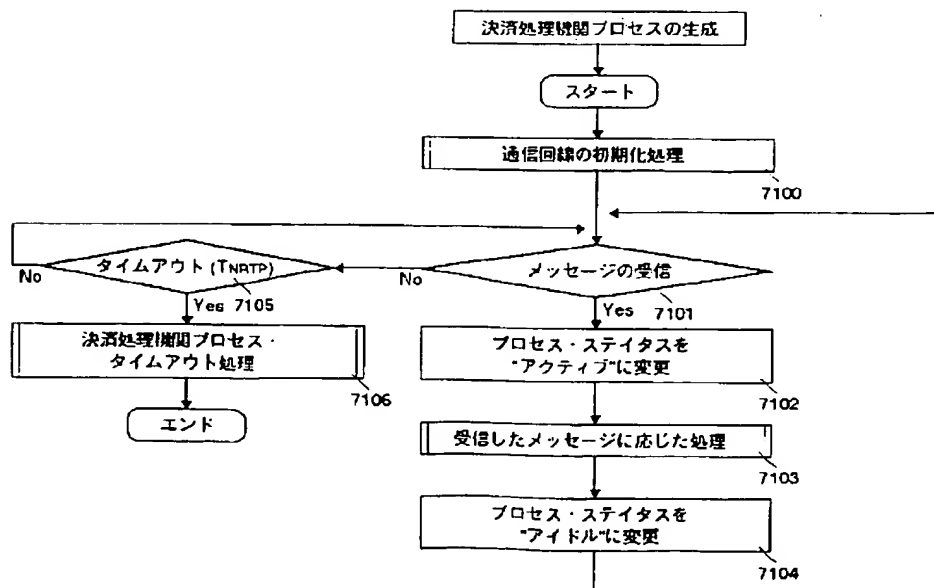 決済処理機関プロセスの生成
スタート
通信回線の初期化処理
7100
メッセージの受信
7101
No
Yes
タイムアウト (TNRTP)
7105
No
Yes
決済処理機関プロセス・
タイムアウト処理
7106
エンド
プロセス・ステイタスを
"アクティブ"に変更
7102
受信したメッセージに応じた処理
7103
プロセス・ステイタスを
"アイドル"に変更
7104